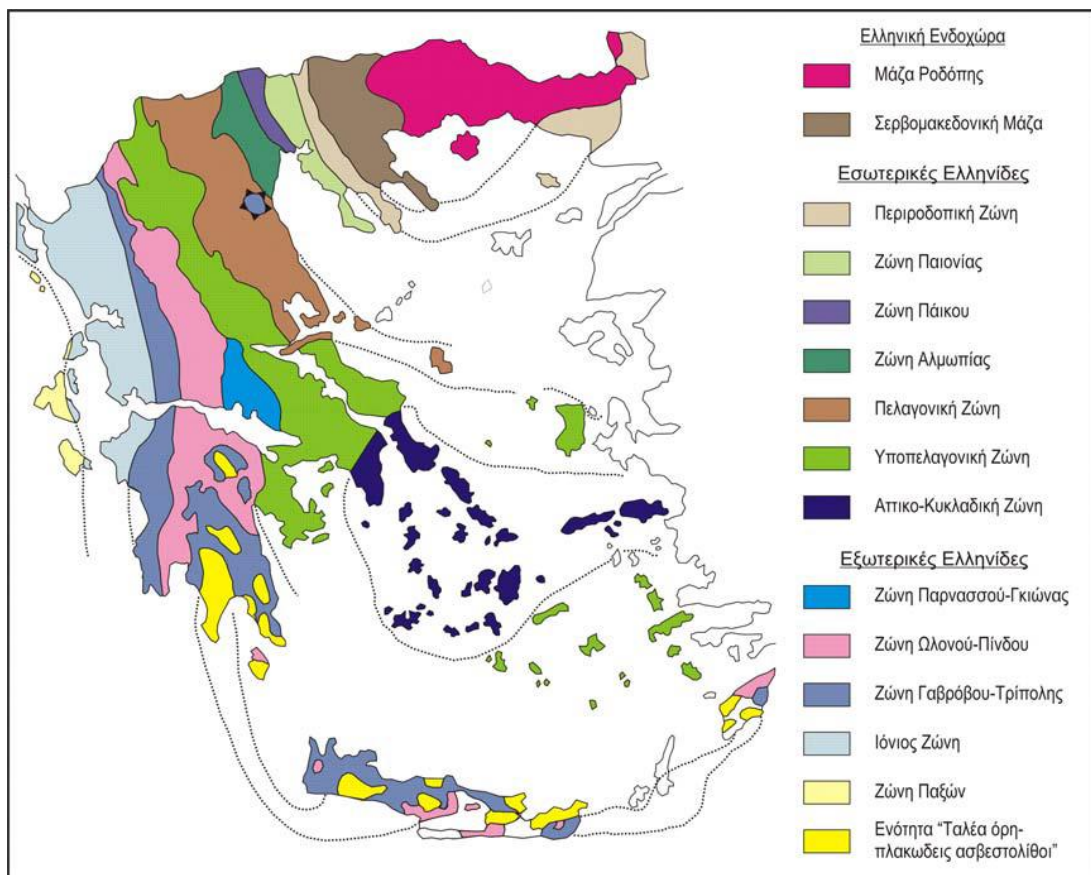 Ελληνική Ενδοχώρα
Μάζα Ροδόπης
Σερβομακεδονική Μάζα
Εσωτερικές Ελληνίδες
Περιροδοπική Ζώνη
Ζώνη Παιονίας
Ζώνη Πάικου
Ζώνη Αλμωπίας
Πελαγονική Ζώνη
Υποπελαγονική Ζώνη
Αττικο-Κυκλαδική Ζώνη
Εξωτερικές Ελληνίδες
Ζώνη Παρνασσού-Γκιώνας
Ζώνη Ωλονού-Πίνδου
Ζώνη Γαβρόβου-Τρίπολης
Ιόνιος Ζώνη
Ζώνη Παξών
Ενότητα “Ταλέα όρη-
πλακωδεις ασβεστολίθοι”